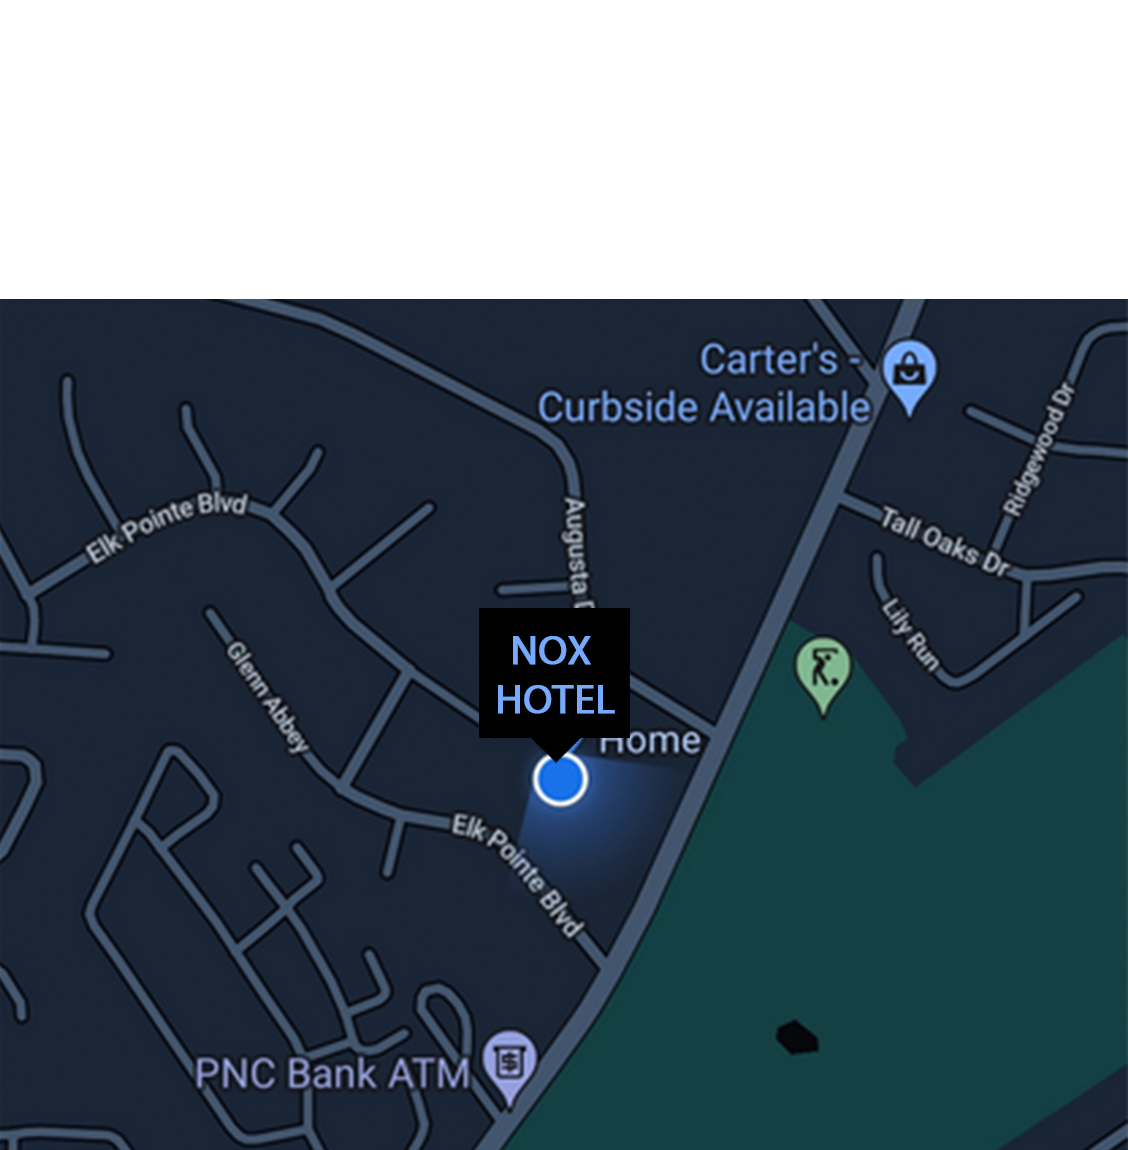 Carter's -
Curbside Available
Ridgewood Dr
Elk Pointe Blvd
Augusta D
Tall Oaks Dr
Lily Run
Glenn Abbey
NOX
HOTEL
Home
Elk Pointe Blvd
PNC Bank ATM
$